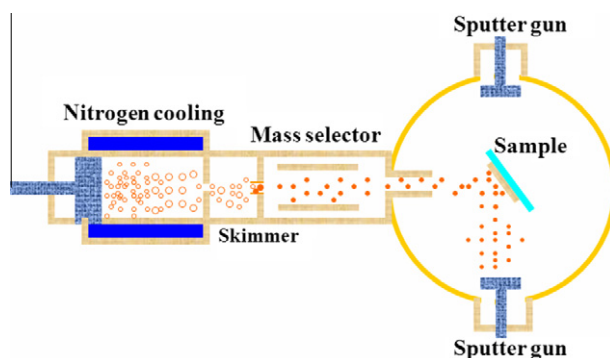 Sputter gun
Nitrogen cooling
Mass selector
Sample
Skimmer
Sputter gun